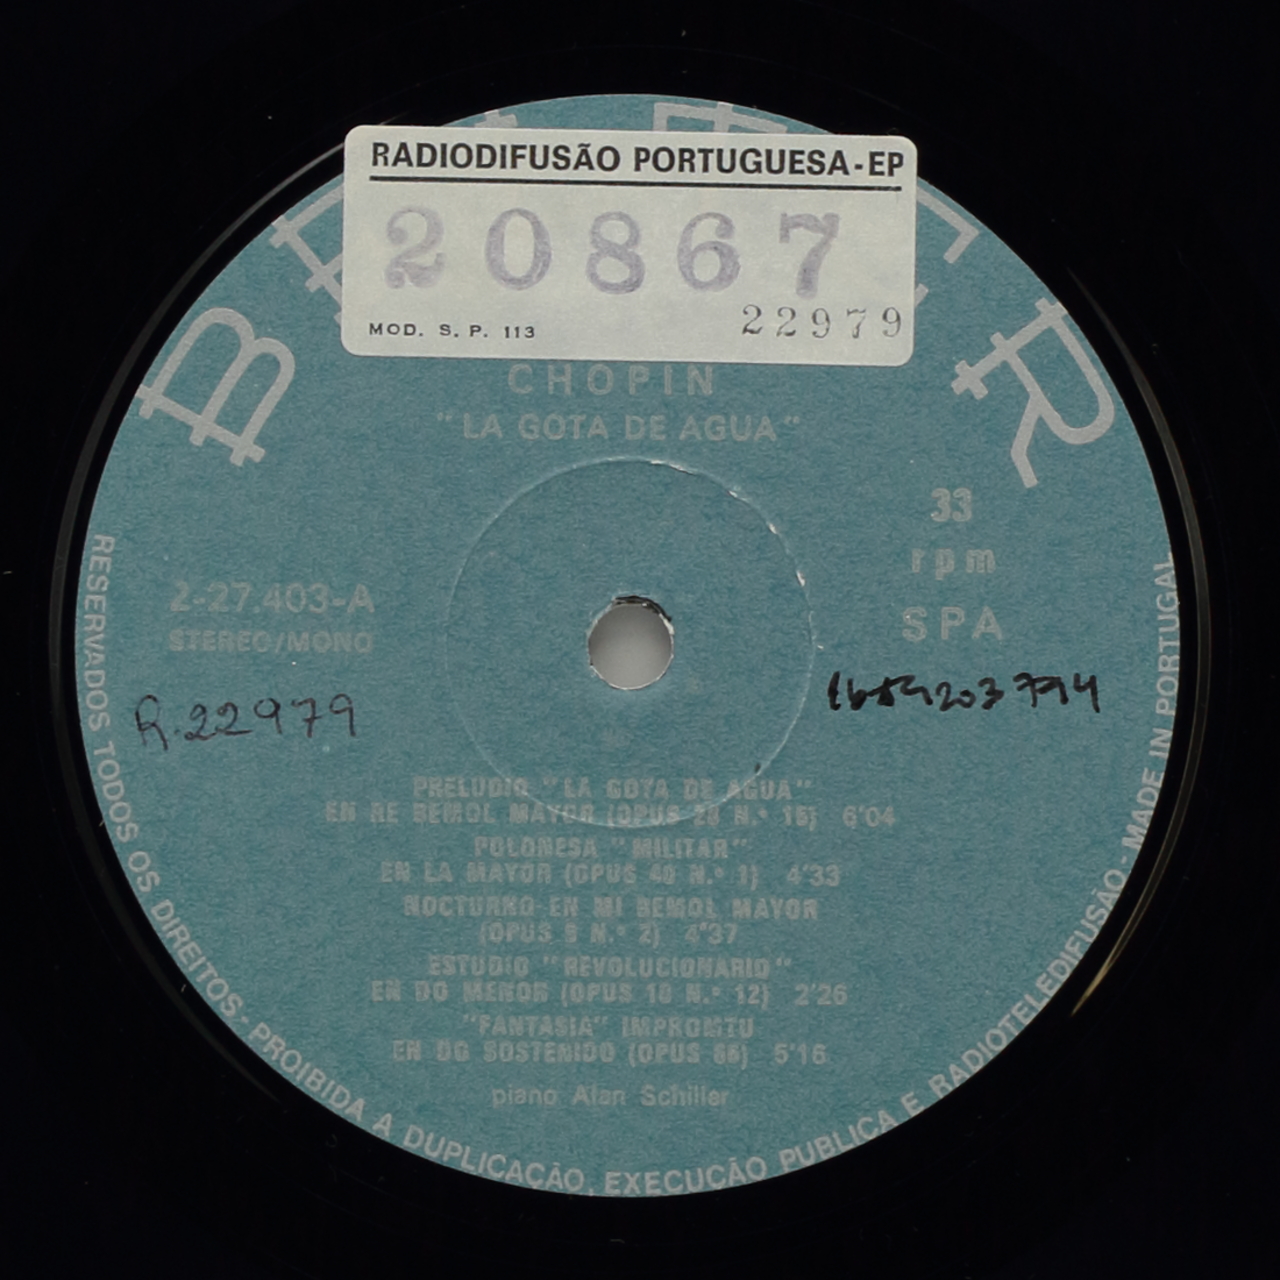 RADIODIFUSÃO PORTUGUESA-EP
20867
MOD. S. P. 113
22979
CHOPIN
"LA GOTA DE AGUA"
33
rpm
SPA
2-27.403-A
STEREO/MONO
R.22979
PRELUDIO "LA GOTA DE AGUA"
EN RE BEMOL MAYOR (OPUS 28 N.º 15) 6'04
POLONESA "MILITAR"
EN LA MAYOR (OPUS 40 N.º 1) 4'33
NOCTURNO EN MI BEMOL MAYOR
(OPUS 9 N.º 2) 4'37
ESTUDIO "REVOLUCIONARIO"
EN DO MENOR (OPUS 10 N.º 12) 2'26
"FANTASIA" IMPROMTU
EN DO SOSTENIDO (OPUS 66) 5'16
piano Alan Schiller
RESERVADOS TODOS OS DIREITOS - PROIBIDA A DUPLICAÇÃO, EXECUÇÃO PUBLICA E RADIOTELEDIFUSÃO - MADE IN PORTUGAL